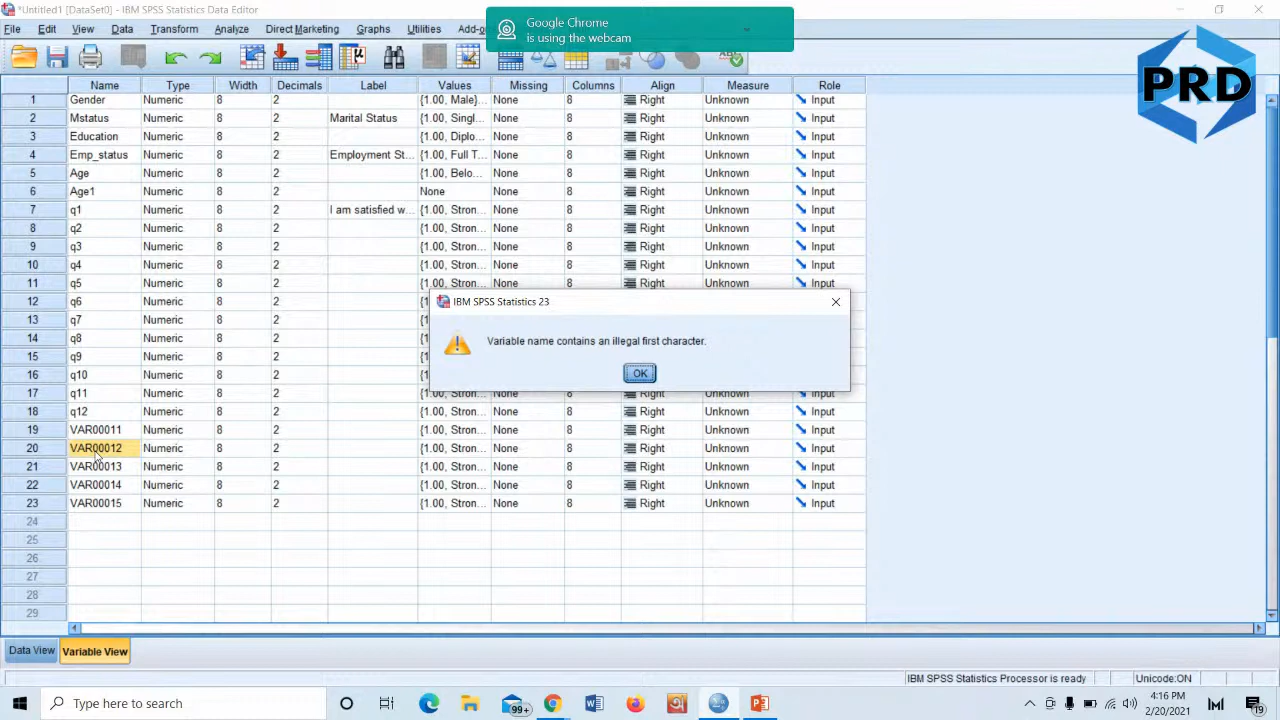 *Untitled1 [DataSet0] - IBM SPSS Statistics Data Editor
Google Chrome
is using the webcam
File Edit View Data Transform Analyze Direct Marketing Graphs Utilities Add-o
PRD
Name Type Width Decimals Label Values Missing Columns Align Measure Role
1 Gender Numeric 8 2 {1.00, Male}... None 8 Right Unknown Input
2 Mstatus Numeric 8 2 Marital Status {1.00, Singl... None 8 Right Unknown Input
3 Education Numeric 8 2 {1.00, Diplo... None 8 Right Unknown Input
4 Emp_status Numeric 8 2 Employment St... {1.00, Full T... None 8 Right Unknown Input
5 Age Numeric 8 2 {1.00, Belo... None 8 Right Unknown Input
6 Age1 Numeric 8 2 None None 8 Right Unknown Input
7 q1 Numeric 8 2 I am satisfied w... {1.00, Stron... None 8 Right Unknown Input
8 q2 Numeric 8 2 {1.00, Stron... None 8 Right Unknown Input
9 q3 Numeric 8 2 {1.00, Stron... None 8 Right Unknown Input
10 q4 Numeric 8 2 {1.00, Stron... None 8 Right Unknown Input
11 q5 Numeric 8 2 {1.00, Stron... None 8 Right Unknown Input
12 q6 Numeric 8 2 {1 Input
13 q7 Numeric 8 2 {1 Input
14 q8 Numeric 8 2 {1 Input
15 q9 Numeric 8 2 {1 Input
16 q10 Numeric 8 2 {1 Input
17 q11 Numeric 8 2 {1.00, Stron... None 8 Right Unknown Input
18 q12 Numeric 8 2 {1.00, Stron... None 8 Right Unknown Input
19 VAR00011 Numeric 8 2 {1.00, Stron... None 8 Right Unknown Input
20 VAR00012 Numeric 8 2 {1.00, Stron... None 8 Right Unknown Input
21 VAR00013 Numeric 8 2 {1.00, Stron... None 8 Right Unknown Input
22 VAR00014 Numeric 8 2 {1.00, Stron... None 8 Right Unknown Input
23 VAR00015 Numeric 8 2 {1.00, Stron... None 8 Right Unknown Input
24
25
26
27
28
29
IBM SPSS Statistics 23
Variable name contains an illegal first character.
OK
Data View Variable View
IBM SPSS Statistics Processor is ready Unicode:ON
Type here to search 99+ 4:16 PM
2/20/2021 19